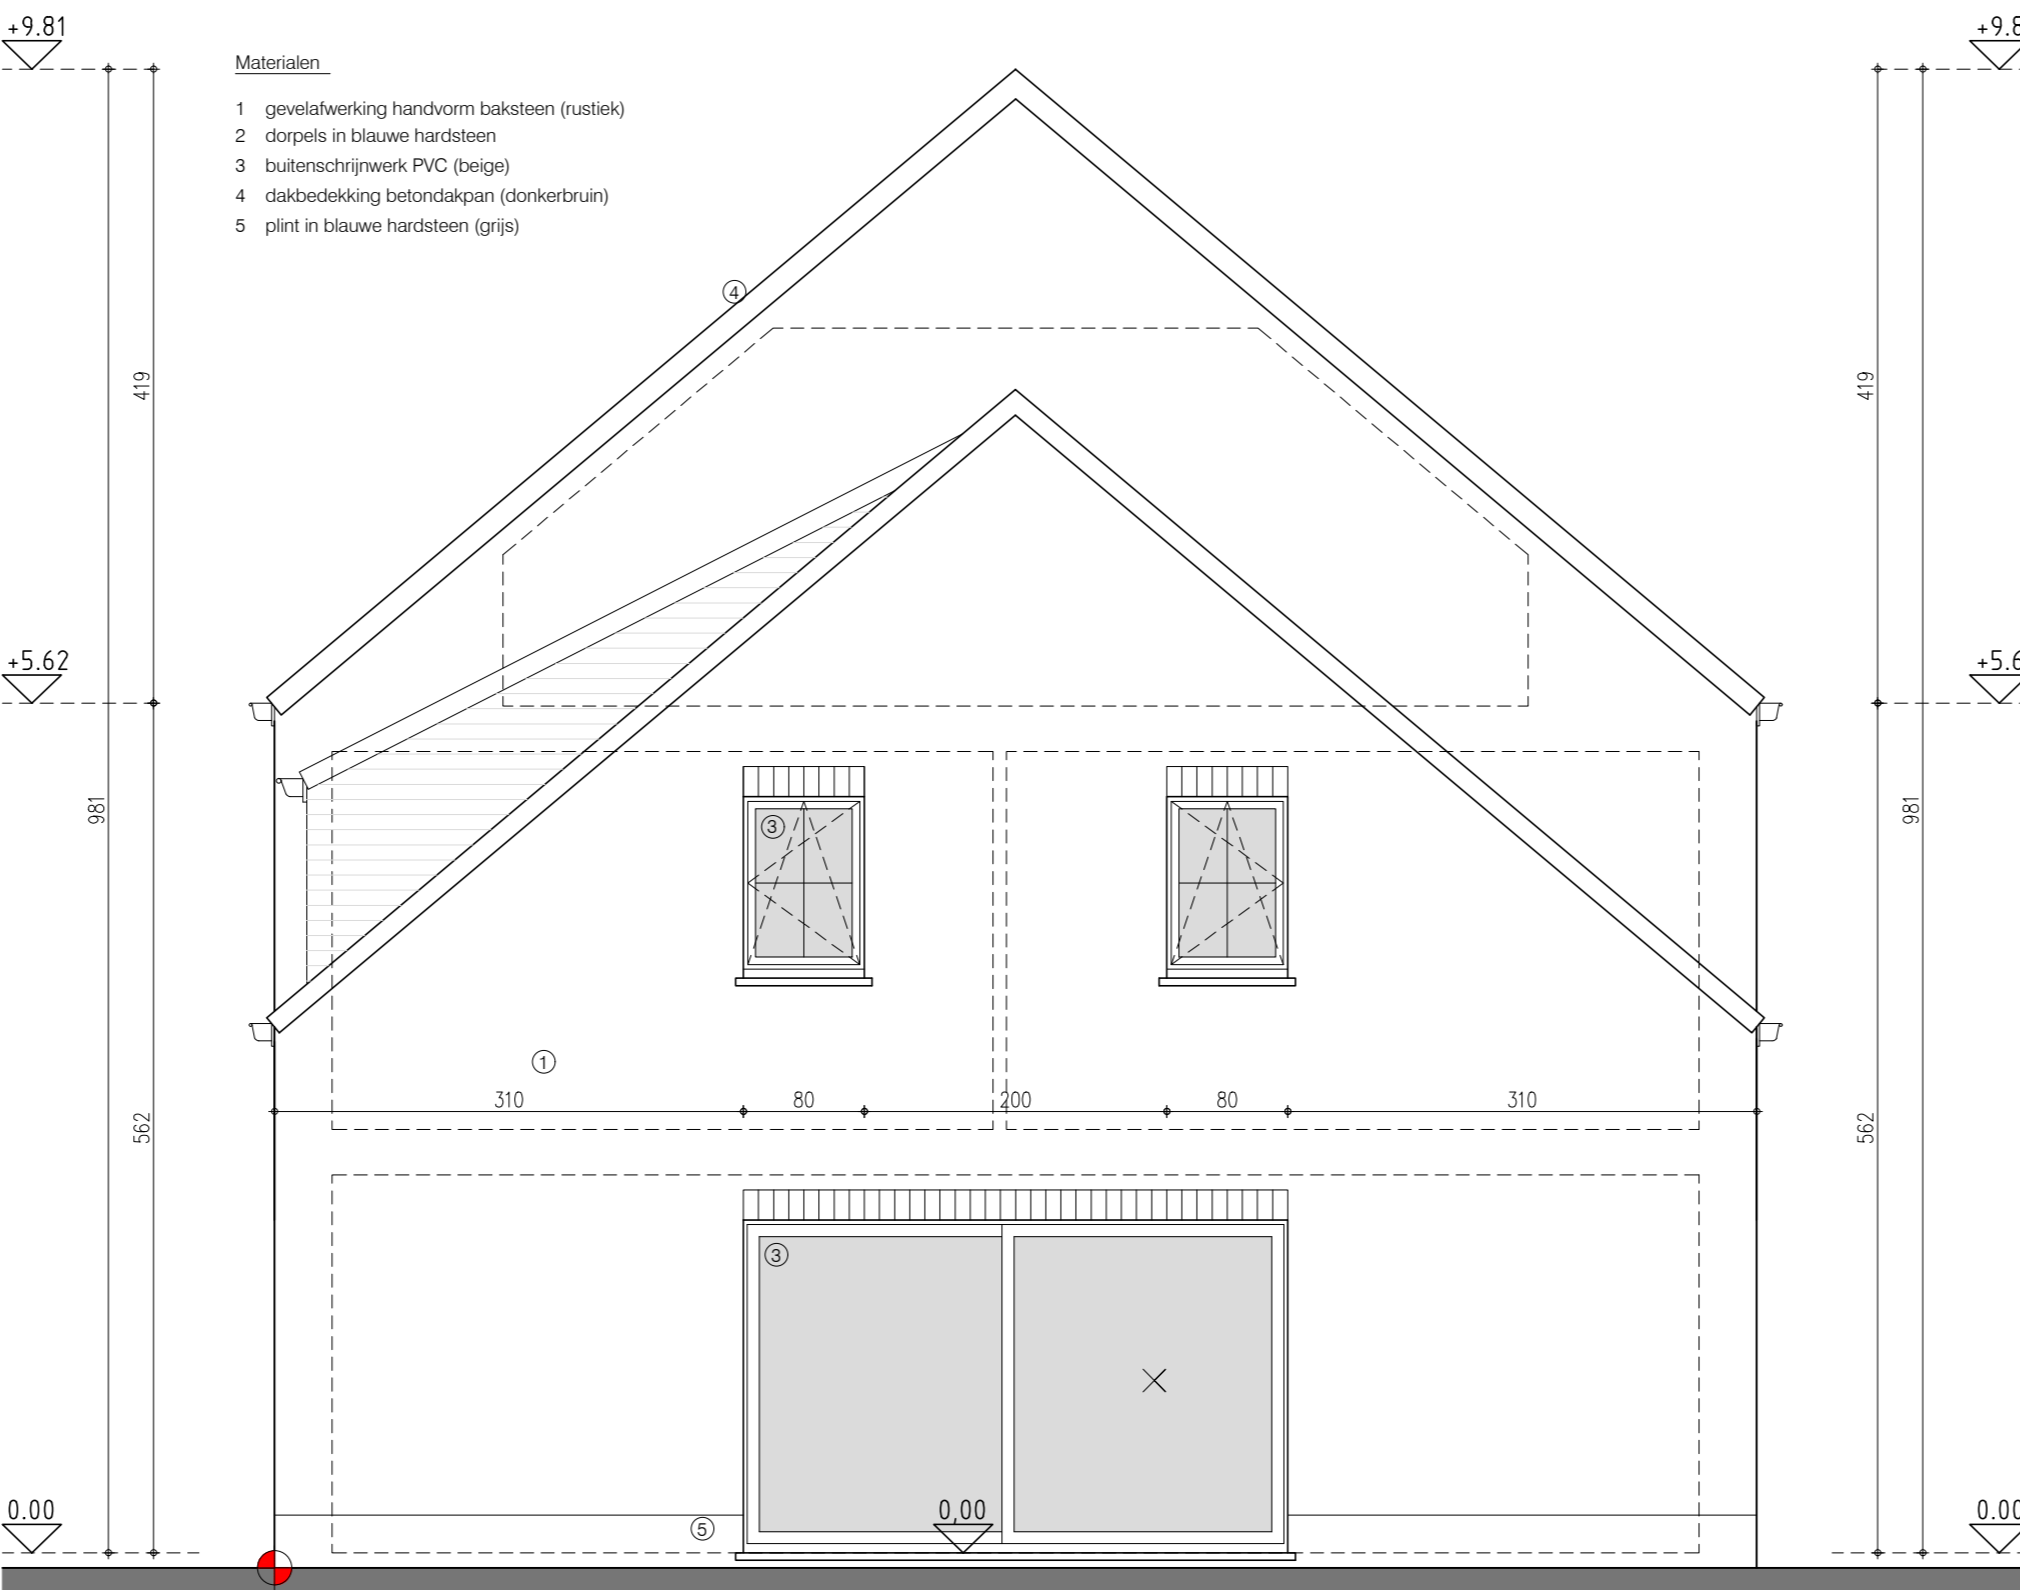 +9.81
+9.8
Materialen
1 gevelafwerking handvorm baksteen (rustiek)
2 dorpels in blauwe hardsteen
3 buitenschrijnwerk PVC (beige)
4 dakbedekking betondakpan (donkerbruin)
5 plint in blauwe hardsteen (grijs)
4
419
419
+5.62
+5.6
981
981
3
1
310 80 200 80 310
562
562
3
0.00
0,00
0.00
5